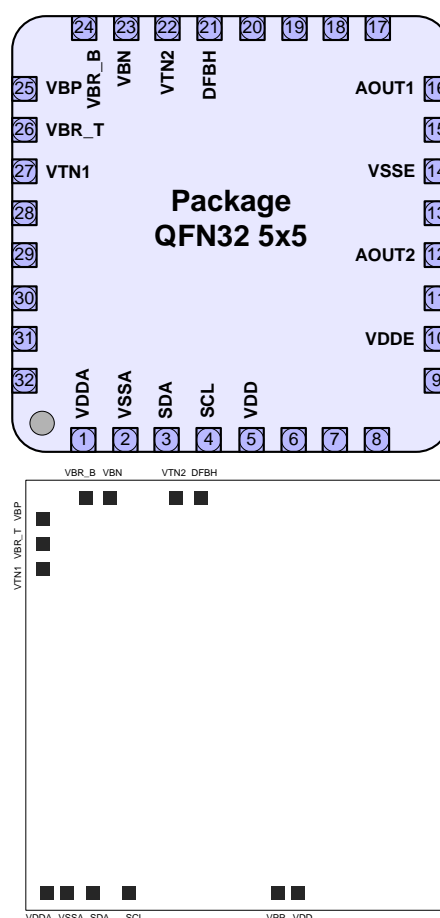 24 23 22 21 20 19 18 17
VBR_B VBN VTN2 DFBH
25 VBP AOUT1 16
26 VBR_T 15
27 VTN1 VSSE 14
28 13
29 AOUT2 12
30 11
31 VDDE 10
32 9
Package
QFN32 5x5
VDDA VSSA SDA SCL VDD
1 2 3 4 5 6 7 8
VBR_B VBN VTN2 DFBH
VBP
VBR_T
VTN1
VDDA VSSA SDA SCL VPP VDD